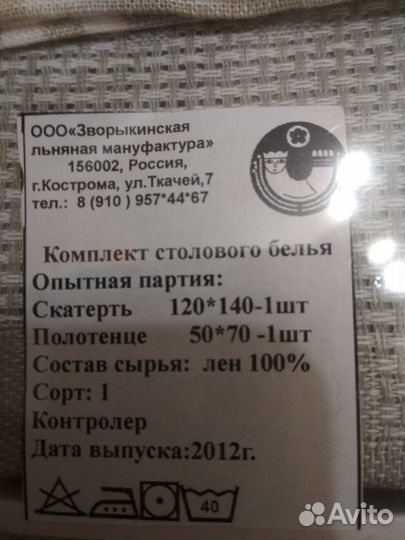 ООО«Зворыкинская
льняная мануфактура»
156002, Россия,
г.Кострома, ул.Ткачей,7
тел.: 8 (910 ) 957*44*67
Комплект столового белья
Опытная партия:
Скатерть 120*140-1шт
Полотенце 50*70 -1шт
Состав сырья: лен 100%
Сорт: 1
Контролер
Дата выпуска:2012г.
40
Avito